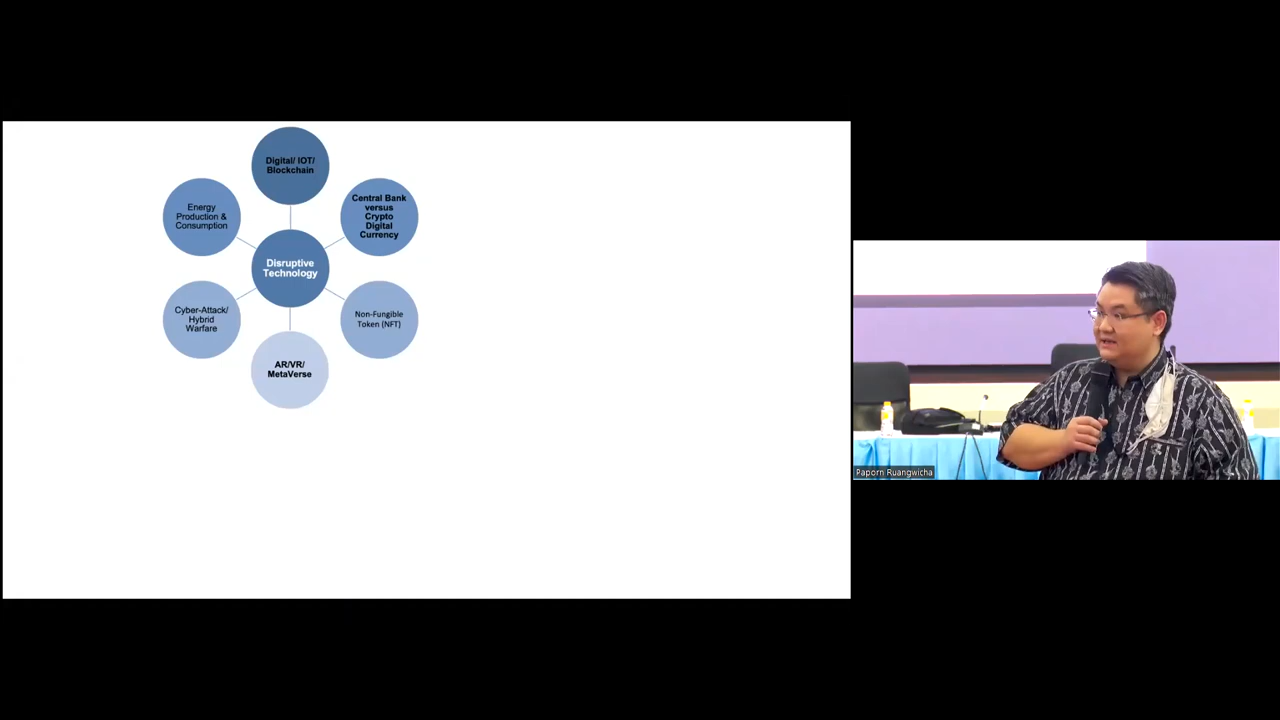 Digital/ IOT/
Blockchain
Energy
Production &
Consumption
Central Bank
versus
Crypto
Digital
Currency
Disruptive
Technology
Cyber-Attack/
Hybrid
Warfare
Non-Fungible
Token (NFT)
AR/VR/
MetaVerse
Paporn Ruangwicha